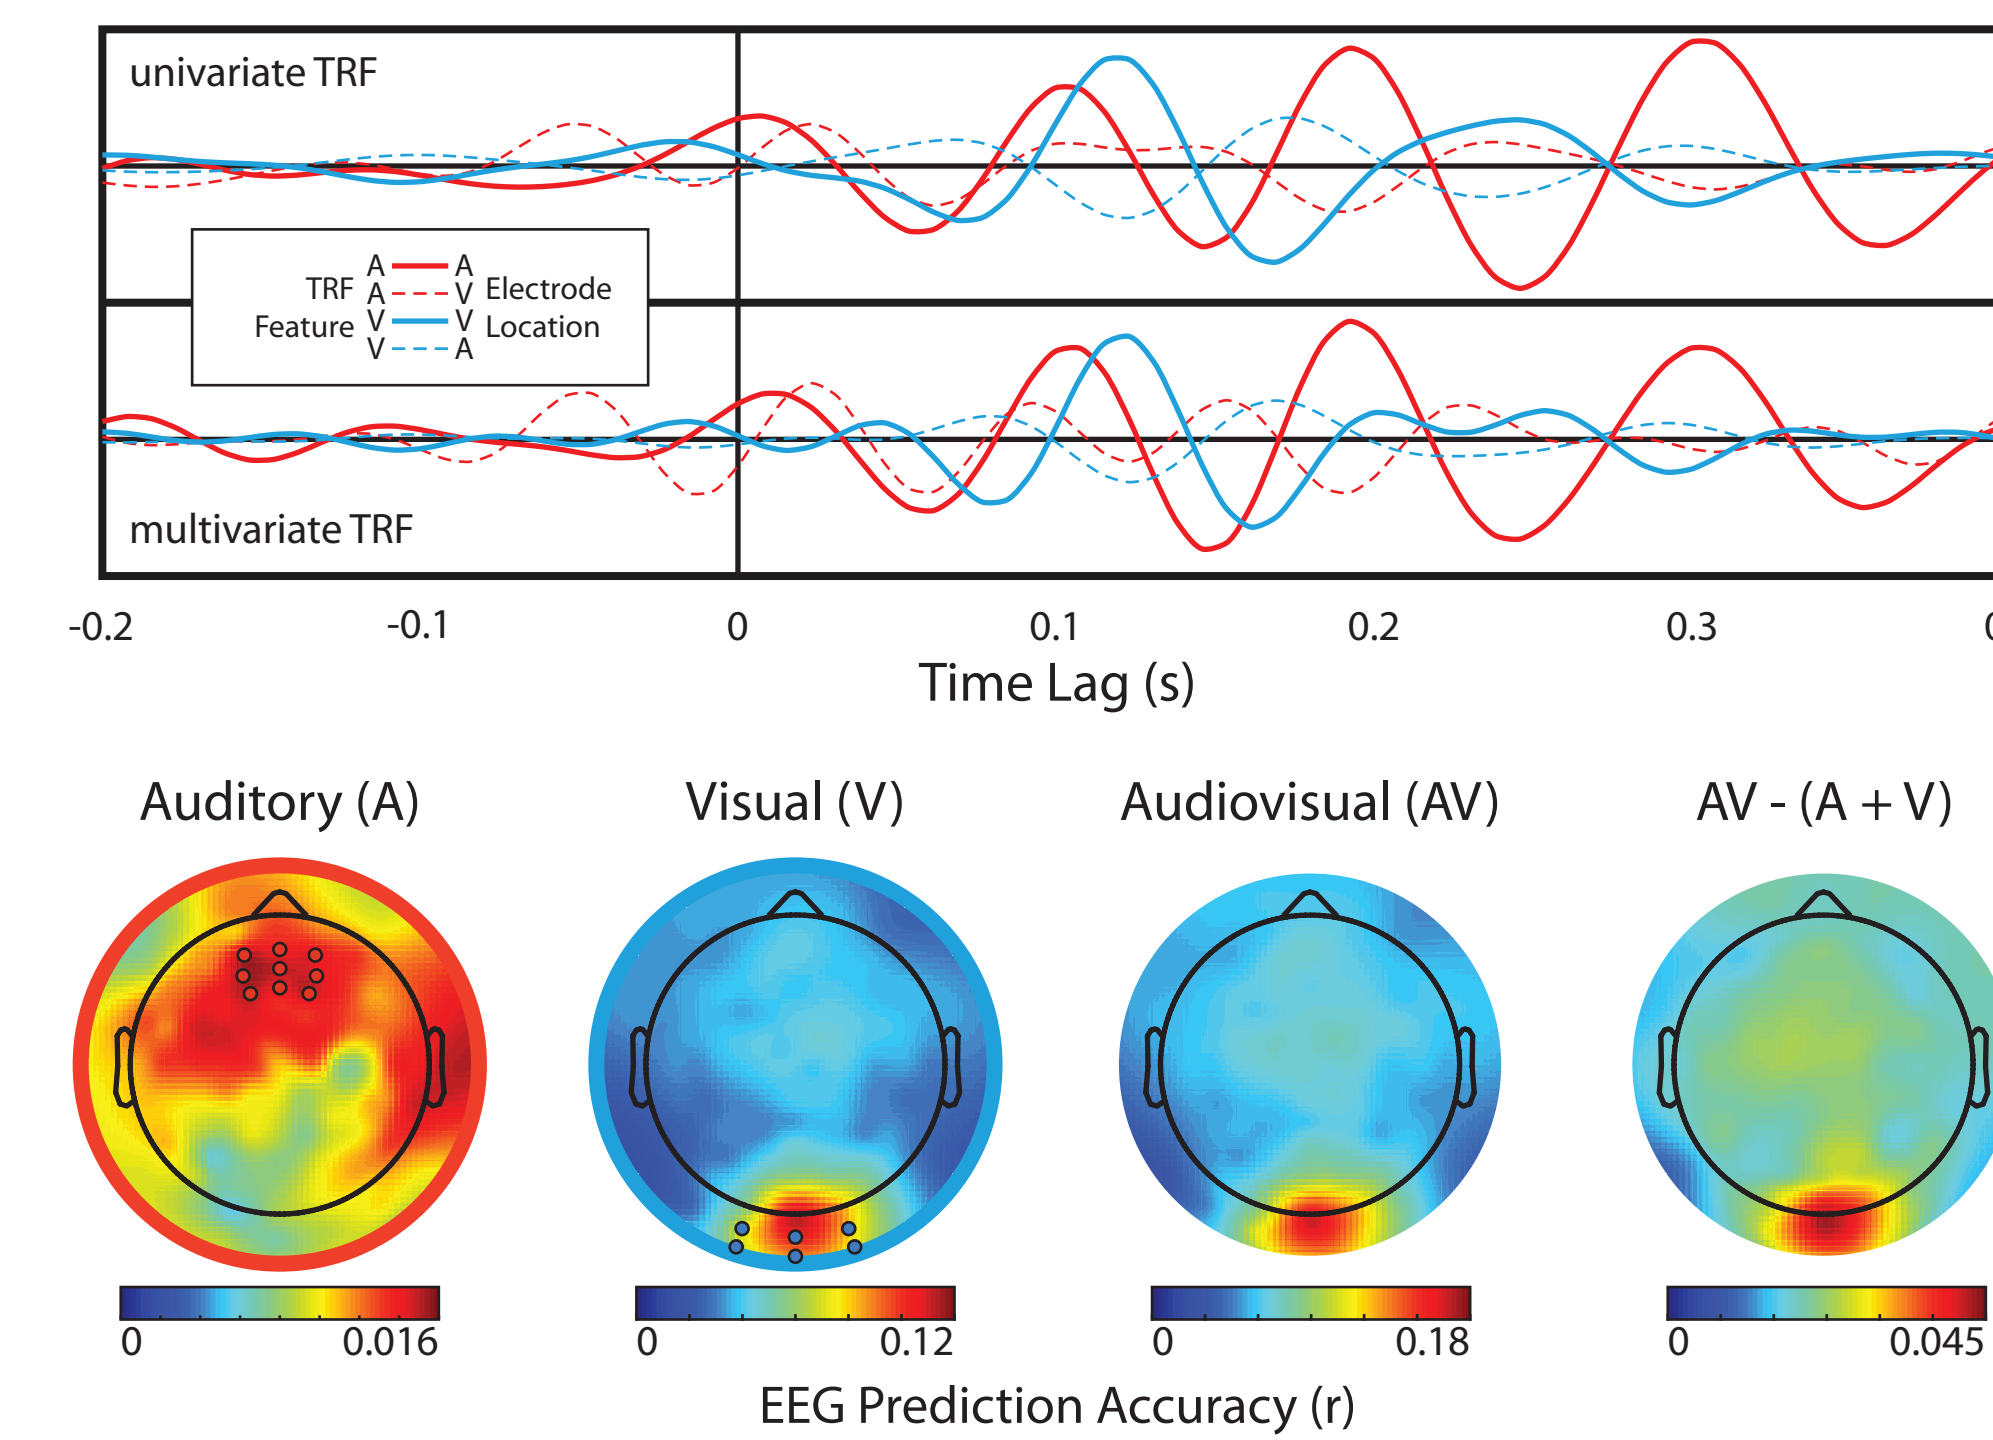 univariate TRF
A A
TRF A V Electrode
Feature V V Location
V A
multivariate TRF
-0.2 -0.1 0 0.1 0.2 0.3
Time Lag (s)
Auditory (A) Visual (V) Audiovisual (AV) AV - (A + V)
0 0.016 0 0.12 0 0.18 0 0.045
EEG Prediction Accuracy (r)